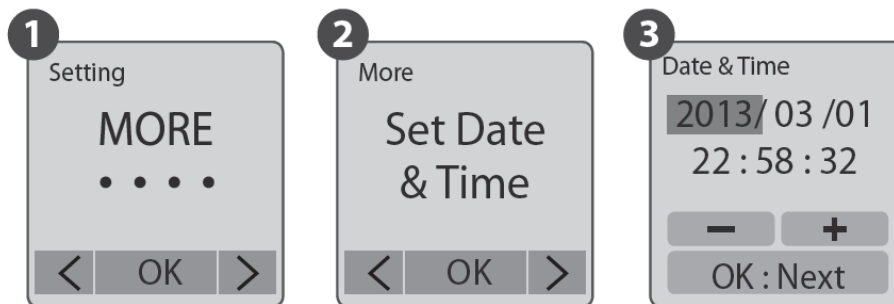 1
Setting
MORE
• • • •
< OK >
2
More
Set Date
& Time
< OK >
3
Date & Time
2013/ 03 /01
22 : 58 : 32
− +
OK : Next